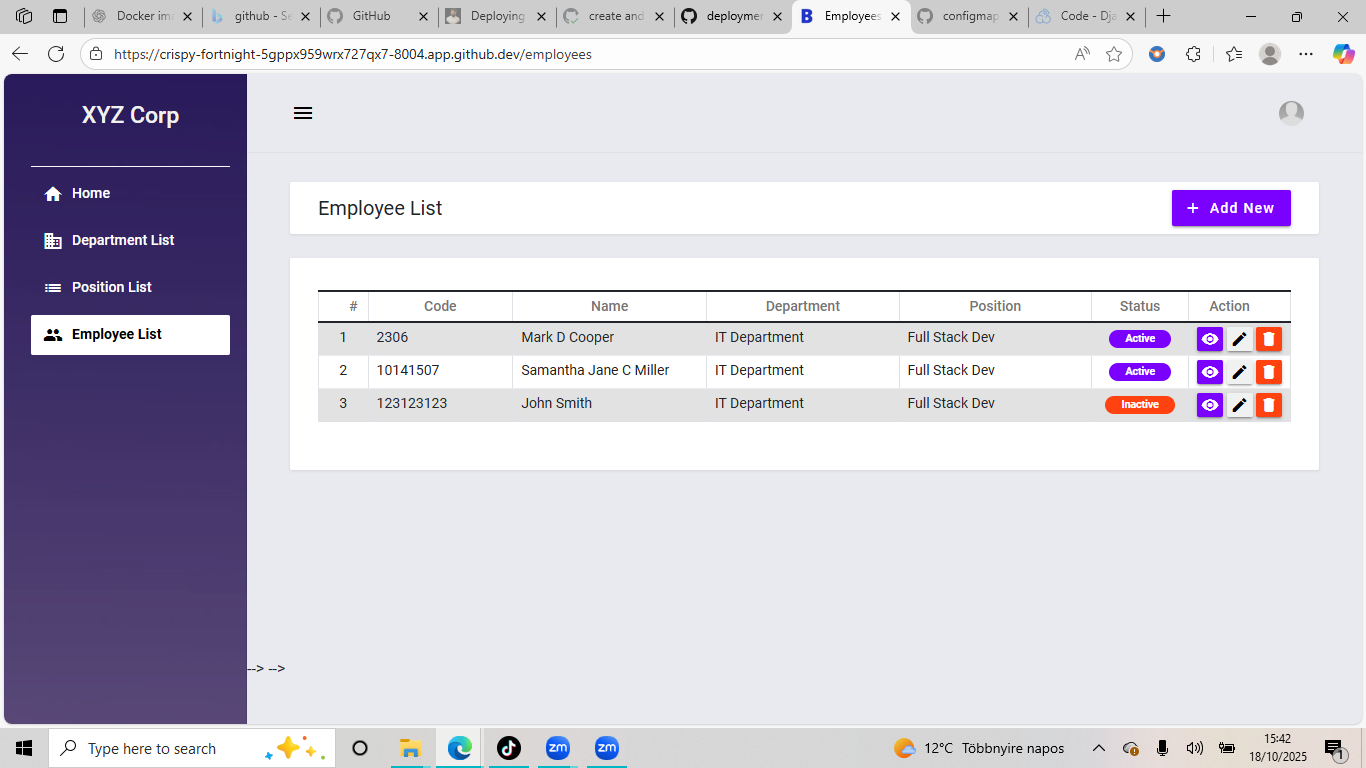 Docker im
github - Se
GitHub
Deploying
create and
deploymer
Employees
configmap
Code - Dja
https://crispy-fortnight-5gppx959wrx727qx7-8004.app.github.dev/employees
XYZ Corp
Home
Department List
Position List
Employee List
Employee List
+ Add New
# Code Name Department Position Status Action
1 2306 Mark D Cooper IT Department Full Stack Dev Active
2 10141507 Samantha Jane C Miller IT Department Full Stack Dev Active
3 123123123 John Smith IT Department Full Stack Dev Inactive
--> -->
Type here to search
zm
zm
12°C Többnyire napos
15:42
18/10/2025
1